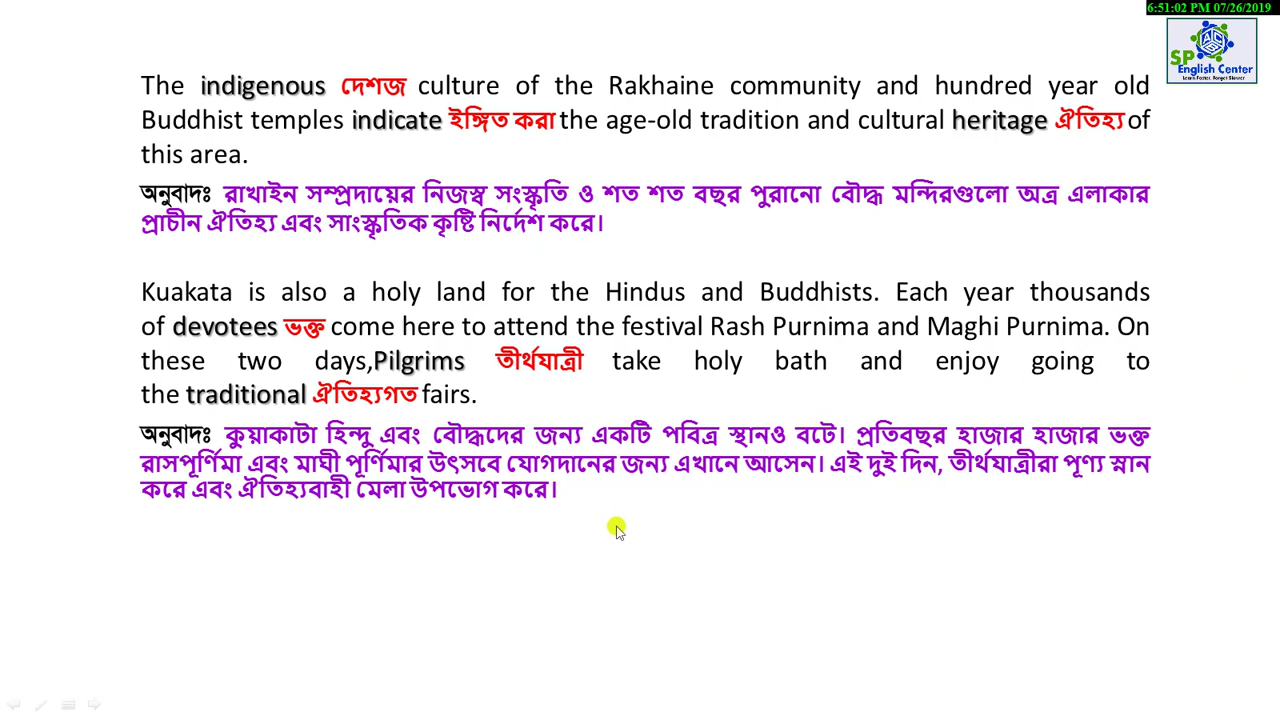 6:51:02 PM 07/26/2019
SP
English Center
Learn Faster, Forget Slower
The indigenous দেশজ culture of the Rakhaine community and hundred year old
Buddhist temples indicate ইঙ্গিত করা the age-old tradition and cultural heritage ঐতিহ্য of
this area.
অনুবাদঃ রাখাইন সম্প্রদায়ের নিজস্ব সংস্কৃতি ও শত শত বছর পুরানো বৌদ্ধ মন্দিরগুলো অত্র এলাকার
প্রাচীন ঐতিহ্য এবং সাংস্কৃতিক কৃষ্টি নির্দেশ করে।
Kuakata is also a holy land for the Hindus and Buddhists. Each year thousands
of devotees ভক্ত come here to attend the festival Rash Purnima and Maghi Purnima. On
these two days,Pilgrims তীর্থযাত্রী take holy bath and enjoy going to
the traditional ঐতিহ্যগত fairs.
অনুবাদঃ কুয়াকাটা হিন্দু এবং বৌদ্ধদের জন্য একটি পবিত্র স্থানও বটে। প্রতিবছর হাজার হাজার ভক্ত
রাসপূর্ণিমা এবং মাঘী পূর্ণিমার উৎসবে যোগদানের জন্য এখানে আসেন। এই দুই দিন, তীর্থযাত্রীরা পূণ্য স্নান
করে এবং ঐতিহ্যবাহী মেলা উপভোগ করে।